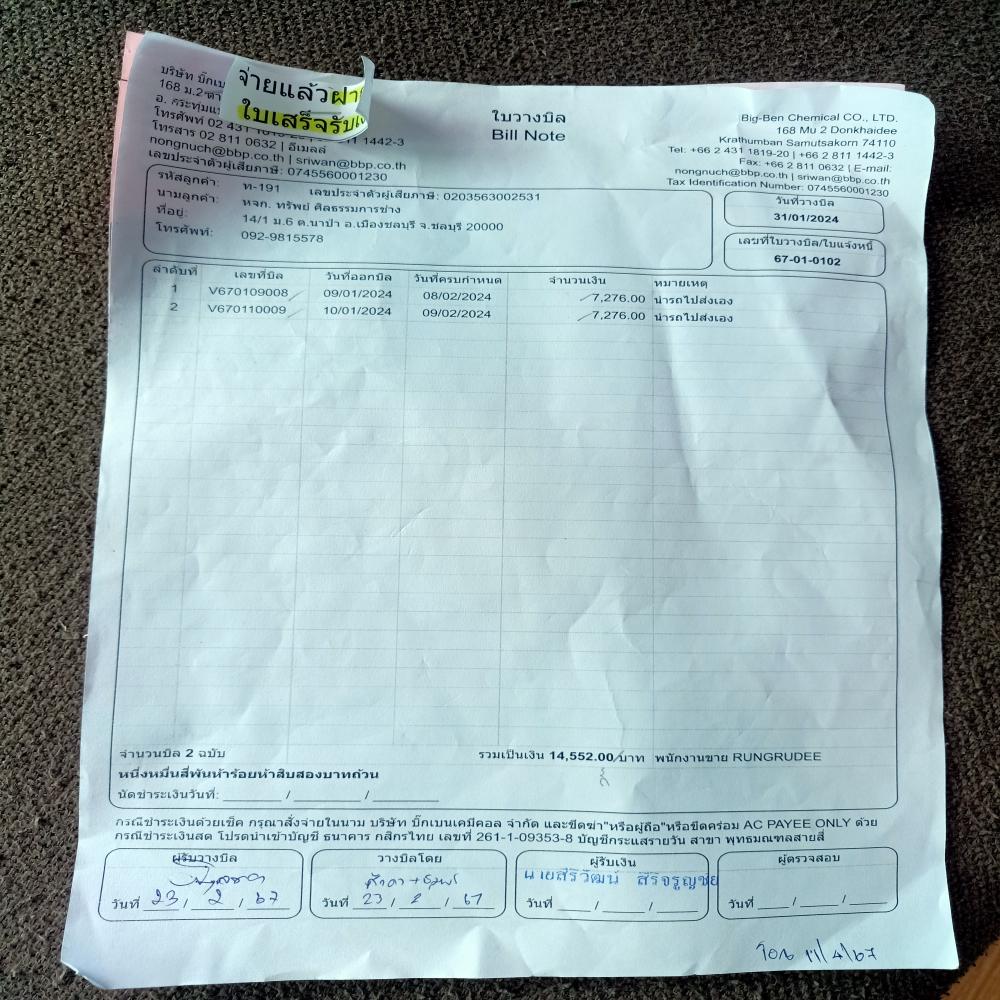 จ่ายแล้วฝา
ใบเสร็จรับเ
บริษัท บิ๊กเบ
168 ม.2
อ. กระทุ่มแ
โทรศัพท์ 02 431 1442-3
โทรสาร 02 811 0632 | อีเมลล์
nongnuch@bbp.co.th | sriwan@bbp.co.th
เลขประจำตัวผู้เสียภาษี: 0745560001230
ใบวางบิล
Bill Note
Big-Ben Chemical CO., LTD.
168 Mu 2 Donkhaidee
Krathumban Samutsakorn 74110
Tel: +66 2 431 1819-20 | +66 2 811 1442-3
Fax: +66 2 811 0632 | E-mail:
nongnuch@bbp.co.th | sriwan@bbp.co.th
Tax Identification Number: 0745560001230
รหัสลูกค้า: ท-191 เลขประจำตัวผู้เสียภาษี: 0203563002531
นามลูกค้า: หจก. ทรัพย์ ศิลธรรมการช่าง
ที่อยู่: 14/1 ม.6 ต.นาป่า อ.เมืองชลบุรี จ.ชลบุรี 20000
โทรศัพท์: 092-9815578
วันที่วางบิล
31/01/2024
เลขที่ใบวางบิล/ใบแจ้งหนี้
67-01-0102
ลำดับที่ เลขที่บิล วันที่ออกบิล วันที่ครบกำหนด จำนวนเงิน หมายเหตุ
1 V670109008 09/01/2024 08/02/2024 7,276.00 นำรถไปส่งเอง
2 V670110009 10/01/2024 09/02/2024 7,276.00 นำรถไปส่งเอง
จำนวนบิล 2 ฉบับ รวมเป็นเงิน 14,552.00 บาท พนักงานขาย RUNGRUDEE
หนึ่งหมื่นสี่พันห้าร้อยห้าสิบสองบาทถ้วน
นัดชำระเงินวันที่: ______ / ______ / ______
กรณีชำระเงินด้วยเช็ค กรุณาสั่งจ่ายในนาม บริษัท บิ๊กเบนเคมีคอล จำกัด และขีดฆ่า"หรือผู้ถือ"หรือขีดคร่อม AC PAYEE ONLY ด้วย
กรณีชำระเงินสด โปรดนำเข้าบัญชี ธนาคาร กสิกรไทย เลขที่ 261-1-09353-8 บัญชีกระแสรายวัน สาขา พุทธมณฑลสายสี่
ผู้รับวางบิล วางบิลโดย ผู้รับเงิน ผู้ตรวจสอบ
นายสิริวัฒน์ สิริจรูญชัย
วันที่ 23 / 2 / 67 วันที่ 23 / 2 / 67 วันที่ ___ / ___ / ___ วันที่ ___ / ___ / ___
โอน 11/4/67